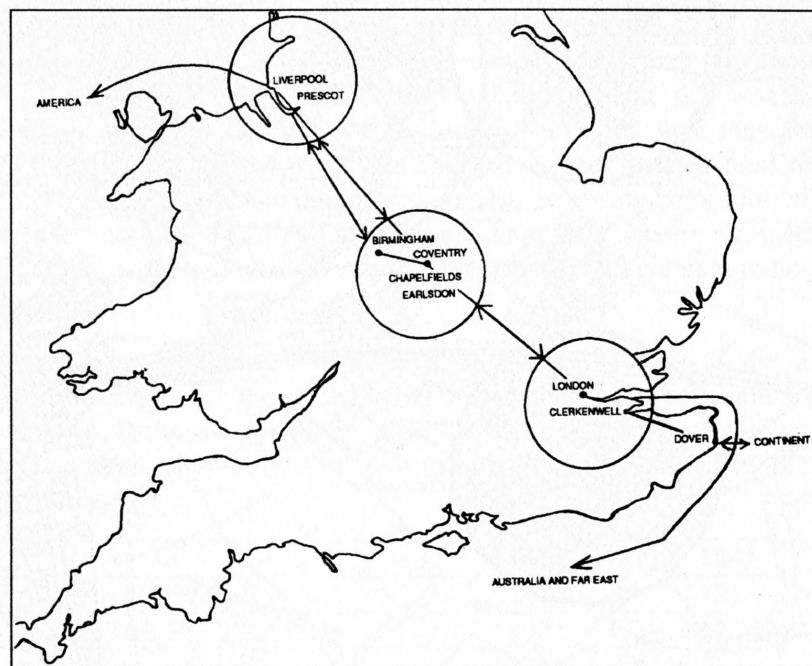 LIVERPOOL
PRESCOT
AMERICA
BIRMINGHAM
COVENTRY
CHAPELFIELDS
EARLSDON
LONDON
CLERKENWELL
DOVER
CONTINENT
AUSTRALIA AND FAR EAST